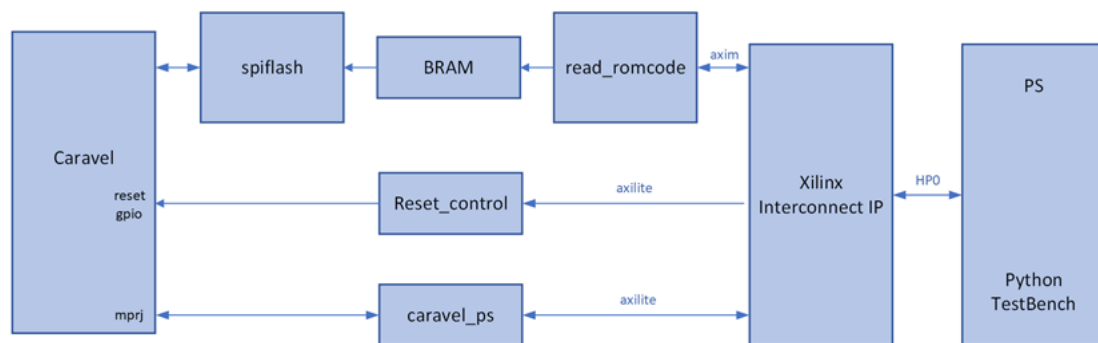 Caravel
reset
gpio
mprj
spiflash
BRAM
read_romcode
axim
Reset_control
axilite
caravel_ps
axilite
Xilinx
Interconnect IP
HP0
PS
Python
TestBench